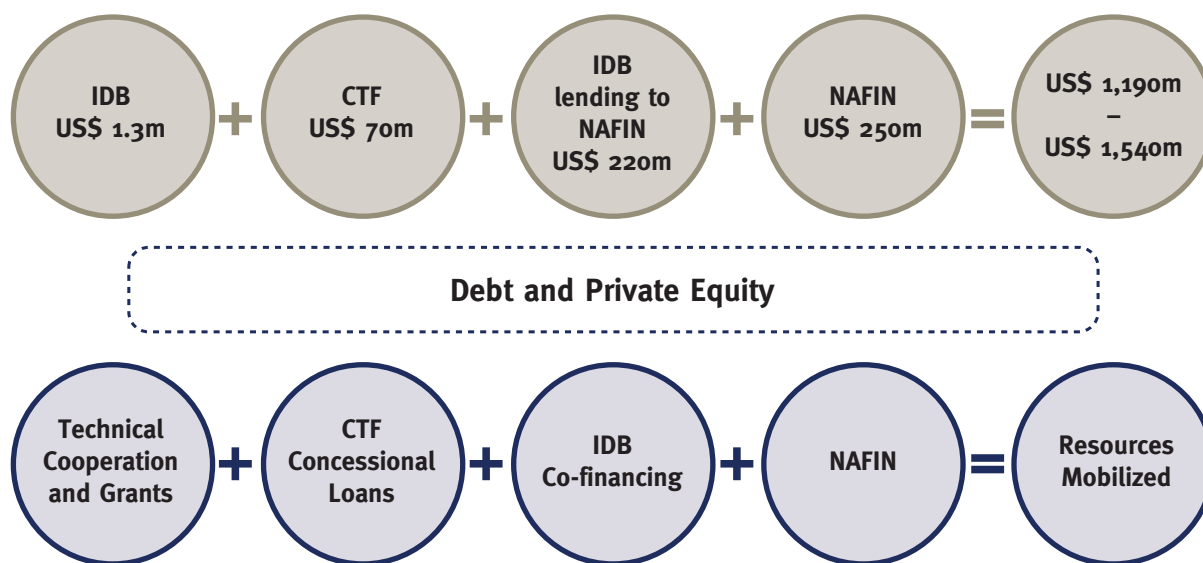 IDB
US$ 1.3m
+
CTF
US$ 70m
+
IDB
lending to
NAFIN
US$ 220m
+
NAFIN
US$ 250m
=
US$ 1,190m
–
US$ 1,540m
Debt and Private Equity
Technical
Cooperation
and Grants
+
CTF
Concessional
Loans
+
IDB
Co-financing
+
NAFIN
=
Resources
Mobilized